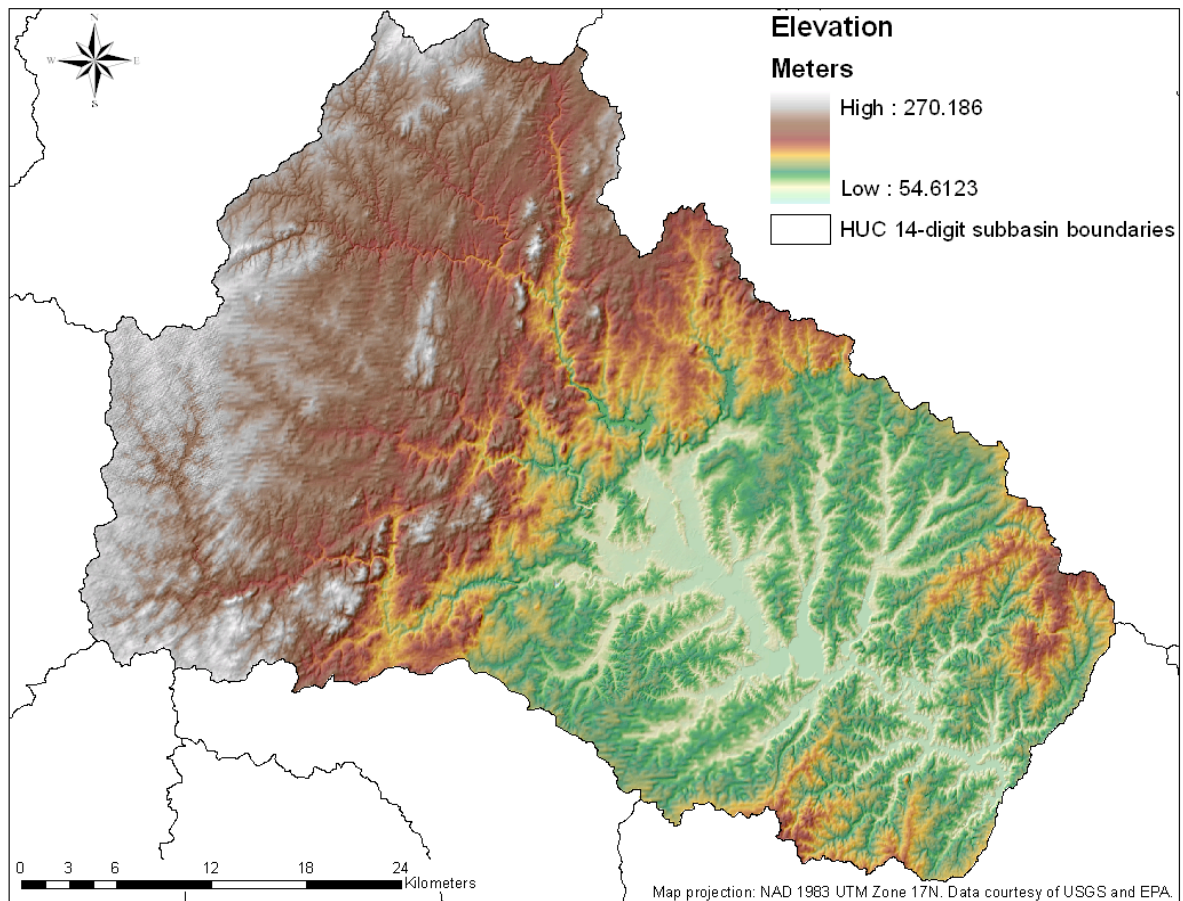 N
W E
S
Elevation
Meters
High : 270.186
Low : 54.6123
HUC 14-digit subbasin boundaries
0 3 6 12 18 24
Kilometers
Map projection: NAD 1983 UTM Zone 17N. Data courtesy of USGS and EPA.